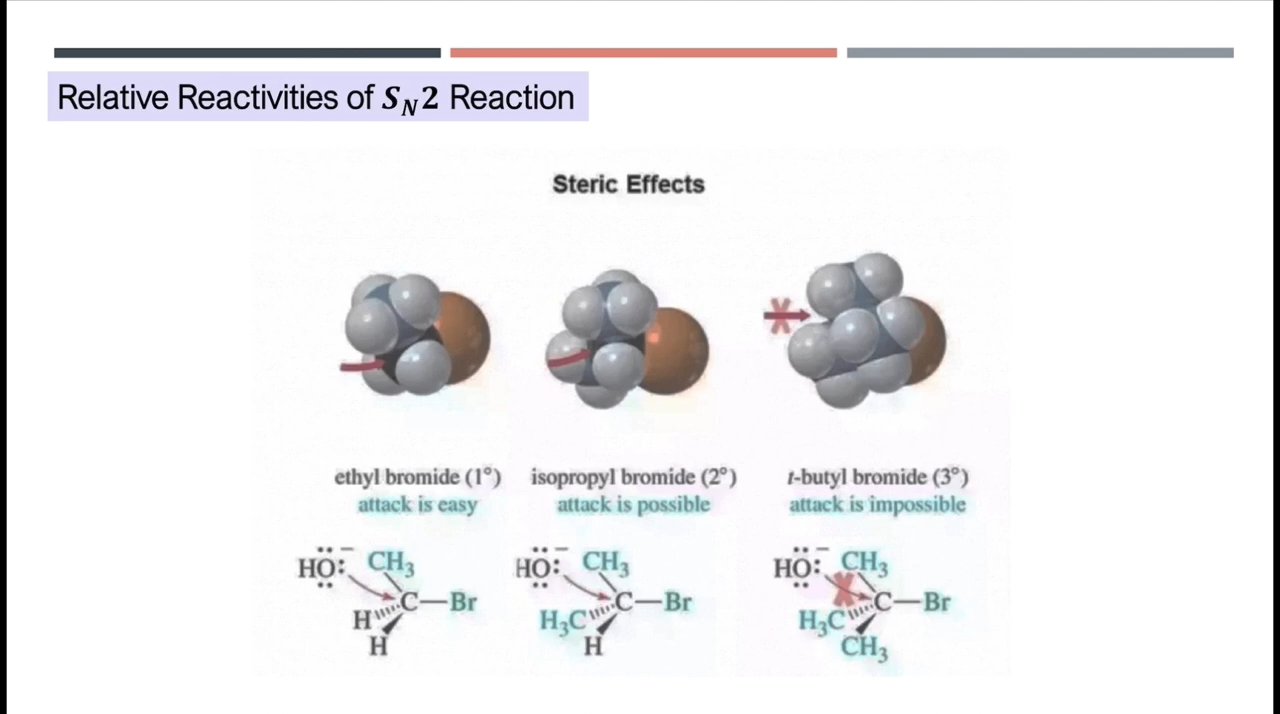 Relative Reactivities of S_N2 Reaction
Steric Effects
ethyl bromide (1°) isopropyl bromide (2°) t-butyl bromide (3°)
attack is easy attack is possible attack is impossible
HO:⁻ CH₃ HO:⁻ CH₃ HO:⁻ CH₃
C—Br C—Br C—Br
H H₃C H₃C
H H CH₃